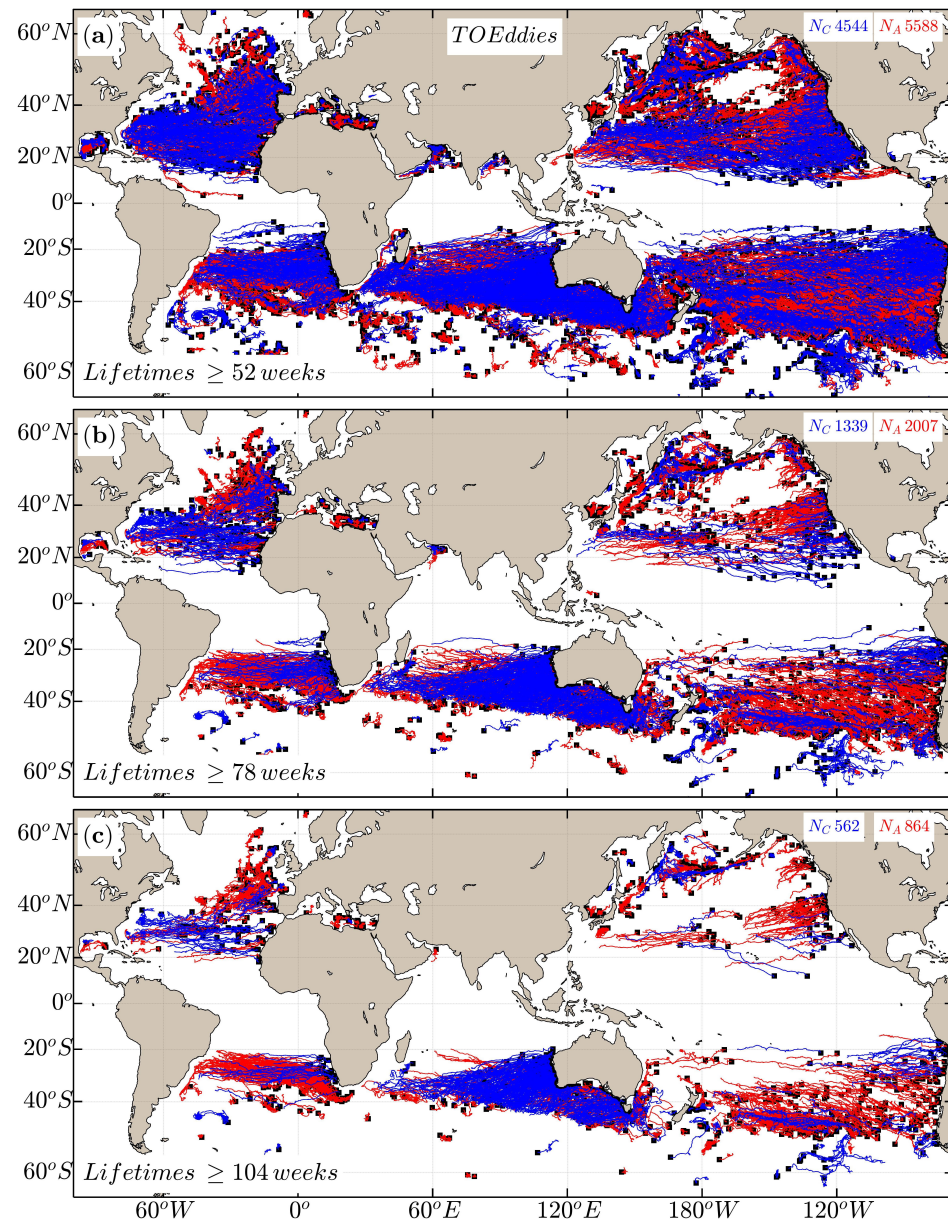 (a) TOEddies N_C 4544 N_A 5588
60°N
40°N
20°N
0°
20°S
40°S
60°S
Lifetimes ≥ 52 weeks
(b) N_C 1339 N_A 2007
60°N
40°N
20°N
0°
20°S
40°S
60°S
Lifetimes ≥ 78 weeks
(c) N_C 562 N_A 864
60°N
40°N
20°N
0°
20°S
40°S
60°S
Lifetimes ≥ 104 weeks
60°W 0° 60°E 120°E 180°W 120°W